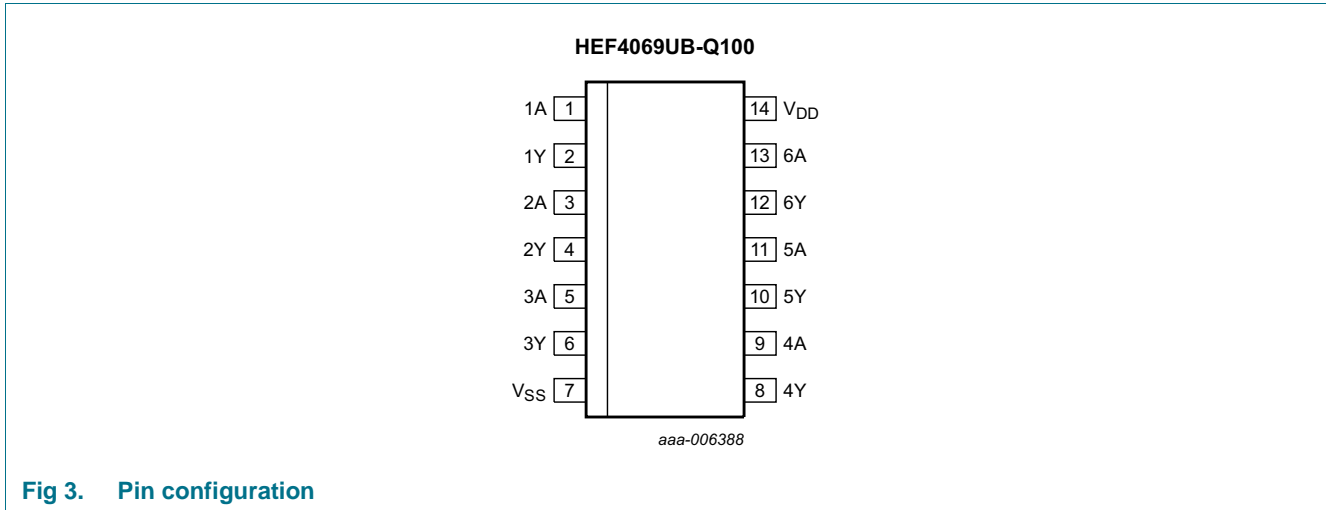 HEF4069UB-Q100
1A 1 14 VDD
1Y 2 13 6A
2A 3 12 6Y
2Y 4 11 5A
3A 5 10 5Y
3Y 6 9 4A
VSS 7 8 4Y
aaa-006388
Fig 3. Pin configuration